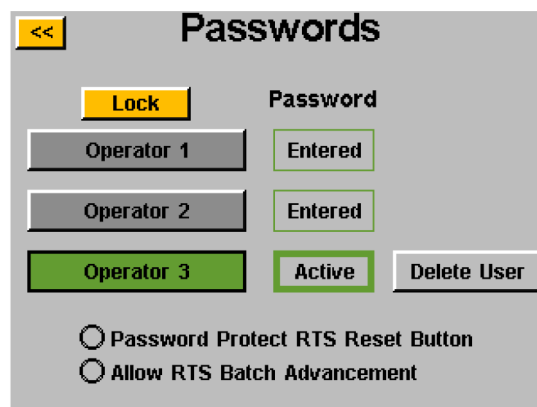 << Passwords
Lock Password
Operator 1 Entered
Operator 2 Entered
Operator 3 Active Delete User
Password Protect RTS Reset Button
Allow RTS Batch Advancement